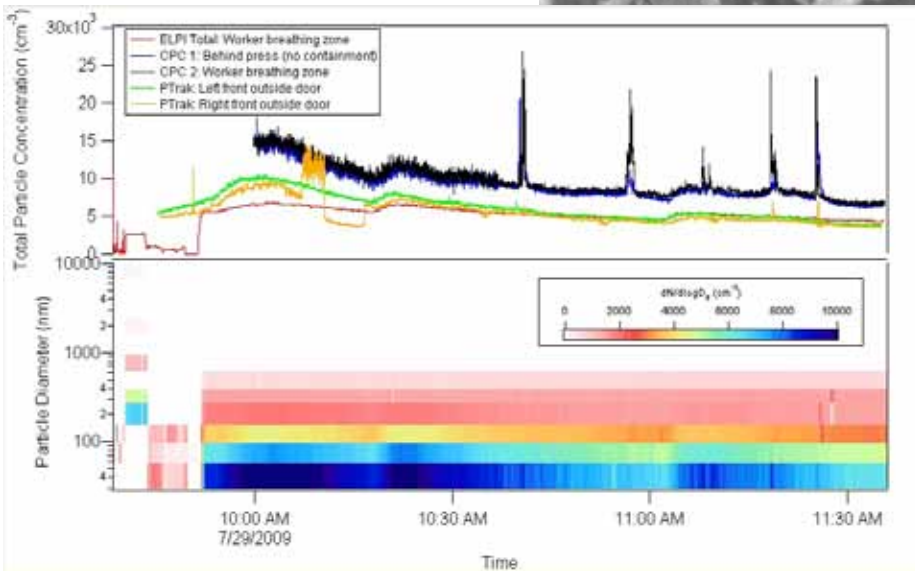 30x10³
25
20
15
10
5
0
Total Particle Concentration (cm⁻³)
ELPI Total: Worker breathing zone
CPC 1: Behind press (no containment)
CPC 2: Worker breathing zone
PTrak: Left front outside door
PTrak: Right front outside door
10000
4
2
1000
4
2
100
4
Particle Diameter (nm)
dN/dlogDₚ (cm⁻³)
0 2000 4000 6000 8000 10000
10:00 AM 10:30 AM 11:00 AM 11:30 AM
7/29/2009
Time